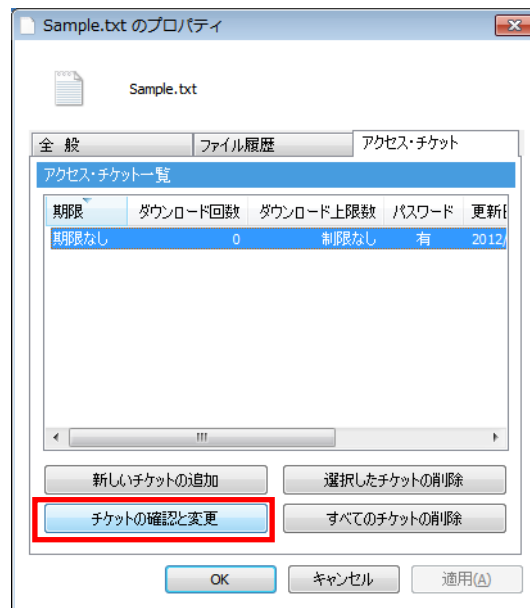 Sample.txt のプロパティ
Sample.txt
全 般 ファイル履歴 アクセス・チケット
アクセス・チケット一覧
期限 ダウンロード回数 ダウンロード上限数 パスワード 更新
期限なし 0 制限なし 有 2012/
新しいチケットの追加 選択したチケットの削除
チケットの確認と変更 すべてのチケットの削除
OK キャンセル 適用(A)